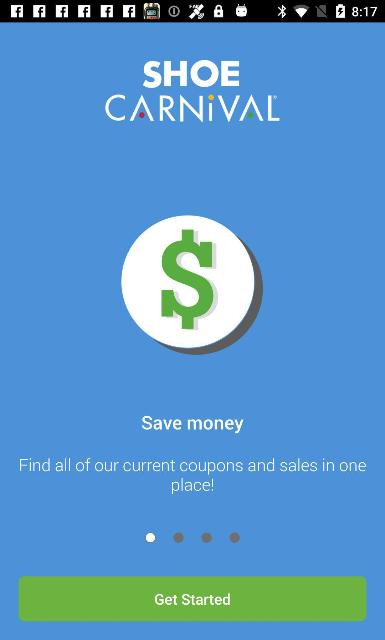 8:17
SHOE
CARNiVAL
$
Save money
Find all of our current coupons and sales in one
place!
Get Started